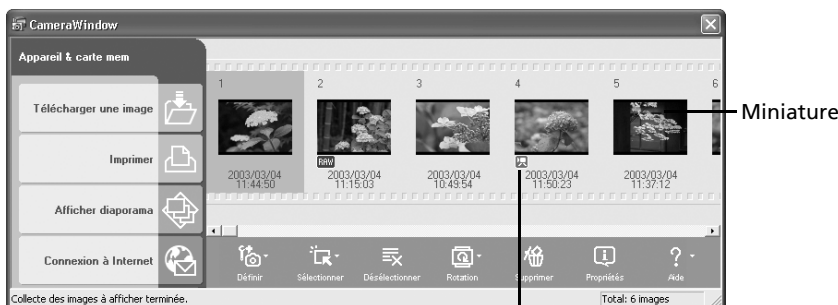 CameraWindow
Appareil & carte mem
Télécharger une image
Imprimer
Afficher diaporama
Connexion à Internet
1 2 3 4 5 6
RAW
2003/03/04 2003/03/04 2003/03/04 2003/03/04 2003/03/04
11:44:50 11:15:03 10:49:54 11:50:23 11:37:12
Miniature
Définir Sélectionner Désélectionner Rotation Supprimer Propriétés Aide
Collecte des images à afficher terminée. Total: 6 images